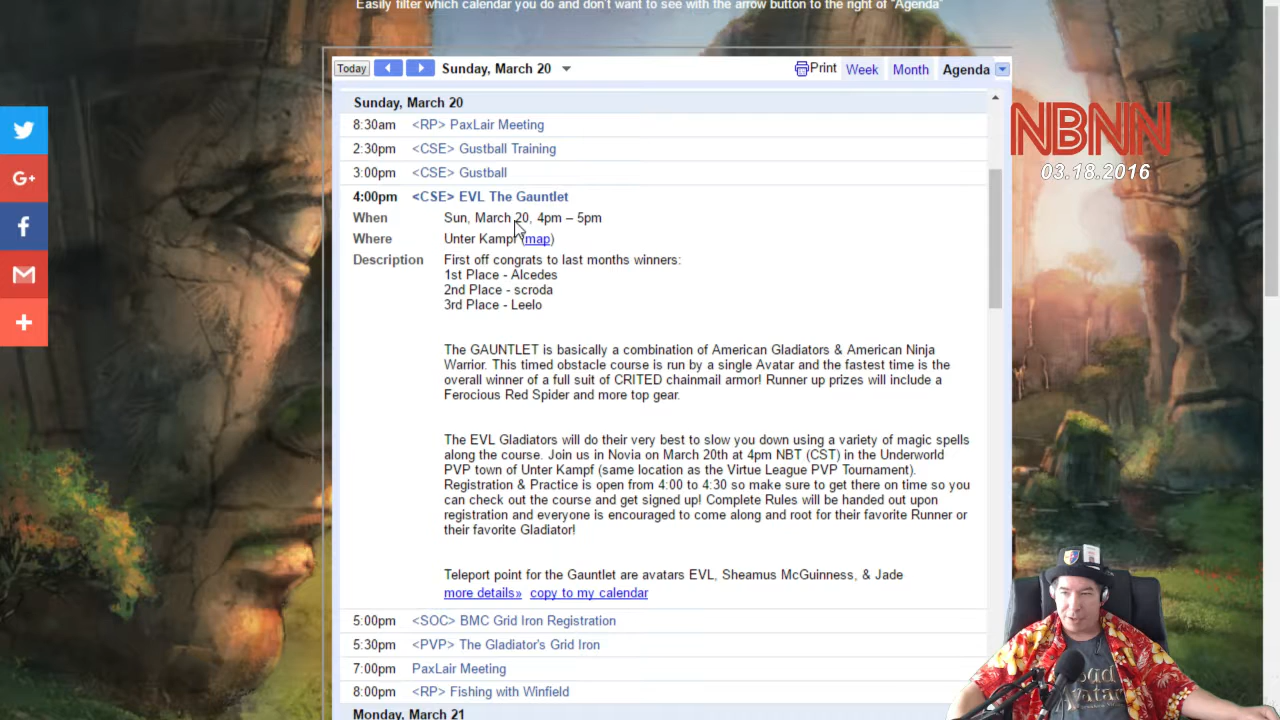 Easily filter which calendar you do and don't want to see with the arrow button to the right of "Agenda"
Today Sunday, March 20 Print Week Month Agenda
Sunday, March 20
8:30am <RP> PaxLair Meeting
2:30pm <CSE> Gustball Training
3:00pm <CSE> Gustball
4:00pm <CSE> EVL The Gauntlet
When Sun, March 20, 4pm – 5pm
Where Unter Kampf (map)
Description First off congrats to last months winners:
1st Place - Alcedes
2nd Place - scroda
3rd Place - Leelo
The GAUNTLET is basically a combination of American Gladiators & American Ninja
Warrior. This timed obstacle course is run by a single Avatar and the fastest time is the
overall winner of a full suit of CRITED chainmail armor! Runner up prizes will include a
Ferocious Red Spider and more top gear.
The EVL Gladiators will do their very best to slow you down using a variety of magic spells
along the course. Join us in Novia on March 20th at 4pm NBT (CST) in the Underworld
PVP town of Unter Kampf (same location as the Virtue League PVP Tournament).
Registration & Practice is open from 4:00 to 4:30 so make sure to get there on time so you
can check out the course and get signed up! Complete Rules will be handed out upon
registration and everyone is encouraged to come along and root for their favorite Runner or
their favorite Gladiator!
Teleport point for the Gauntlet are avatars EVL, Sheamus McGuinness, & Jade
more details» copy to my calendar
5:00pm <SOC> BMC Grid Iron Registration
5:30pm <PVP> The Gladiator's Grid Iron
7:00pm PaxLair Meeting
8:00pm <RP> Fishing with Winfield
Monday, March 21
NBNN
03.18.2016
G+